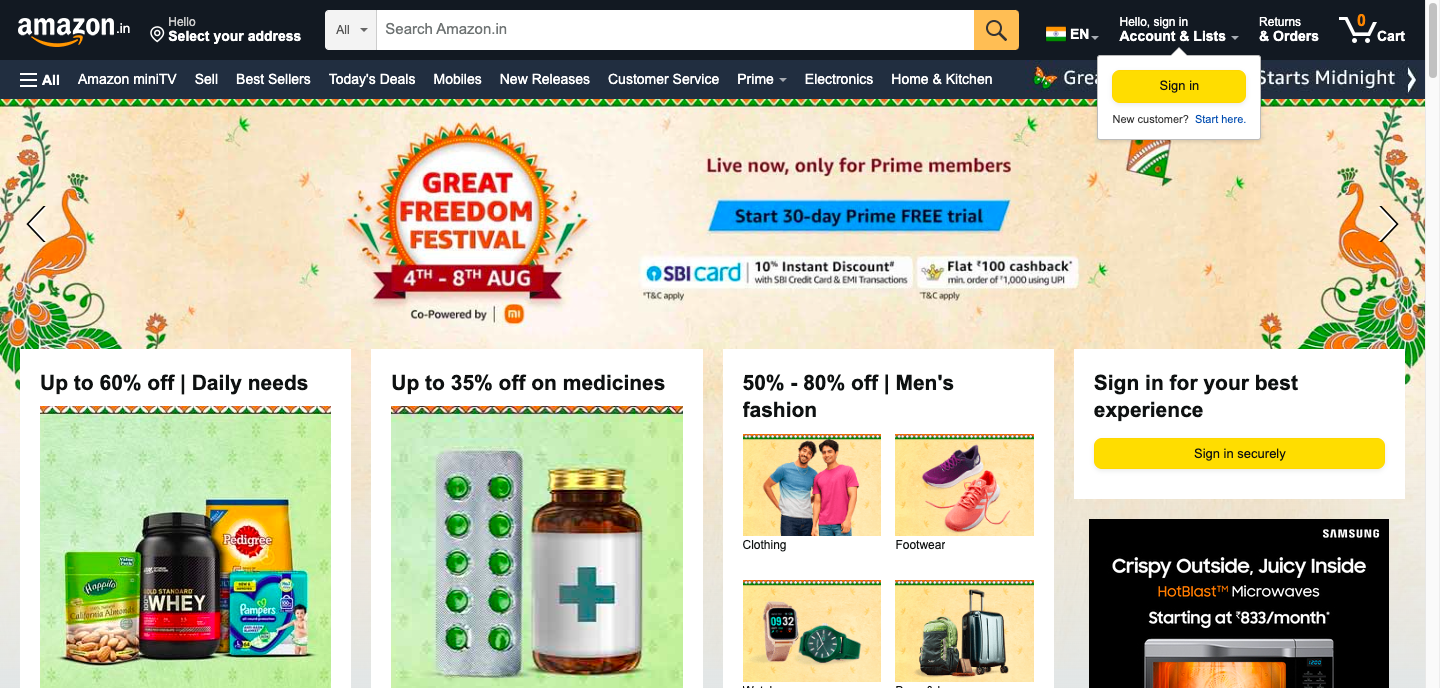 amazon.in
Hello
Select your address
All
Search Amazon.in
EN
Hello, sign in
Account & Lists
Returns
& Orders
0
Cart
All
Amazon miniTV
Sell
Best Sellers
Today's Deals
Mobiles
New Releases
Customer Service
Prime
Electronics
Home & Kitchen
Starts Midnight
Sign in
New customer? Start here.
GREAT
FREEDOM
FESTIVAL
4TH - 8TH AUG
Co-Powered by
mi
Live now, only for Prime members
Start 30-day Prime FREE trial
SBI card
10% Instant Discount#
with SBI Credit Card & EMI Transactions
*T&C apply
Flat ₹100 cashback*
min. order of ₹1,000 using UPI
*T&C apply
Up to 60% off | Daily needs
Happilo
California Almonds
GOLD STANDARD
100% WHEY
Pedigree
Pampers
Up to 35% off on medicines
50% - 80% off | Men's
fashion
Clothing
Footwear
09 32
Sign in for your best
experience
Sign in securely
SAMSUNG
Crispy Outside, Juicy Inside
HotBlast™ Microwaves
Starting at ₹833/month*